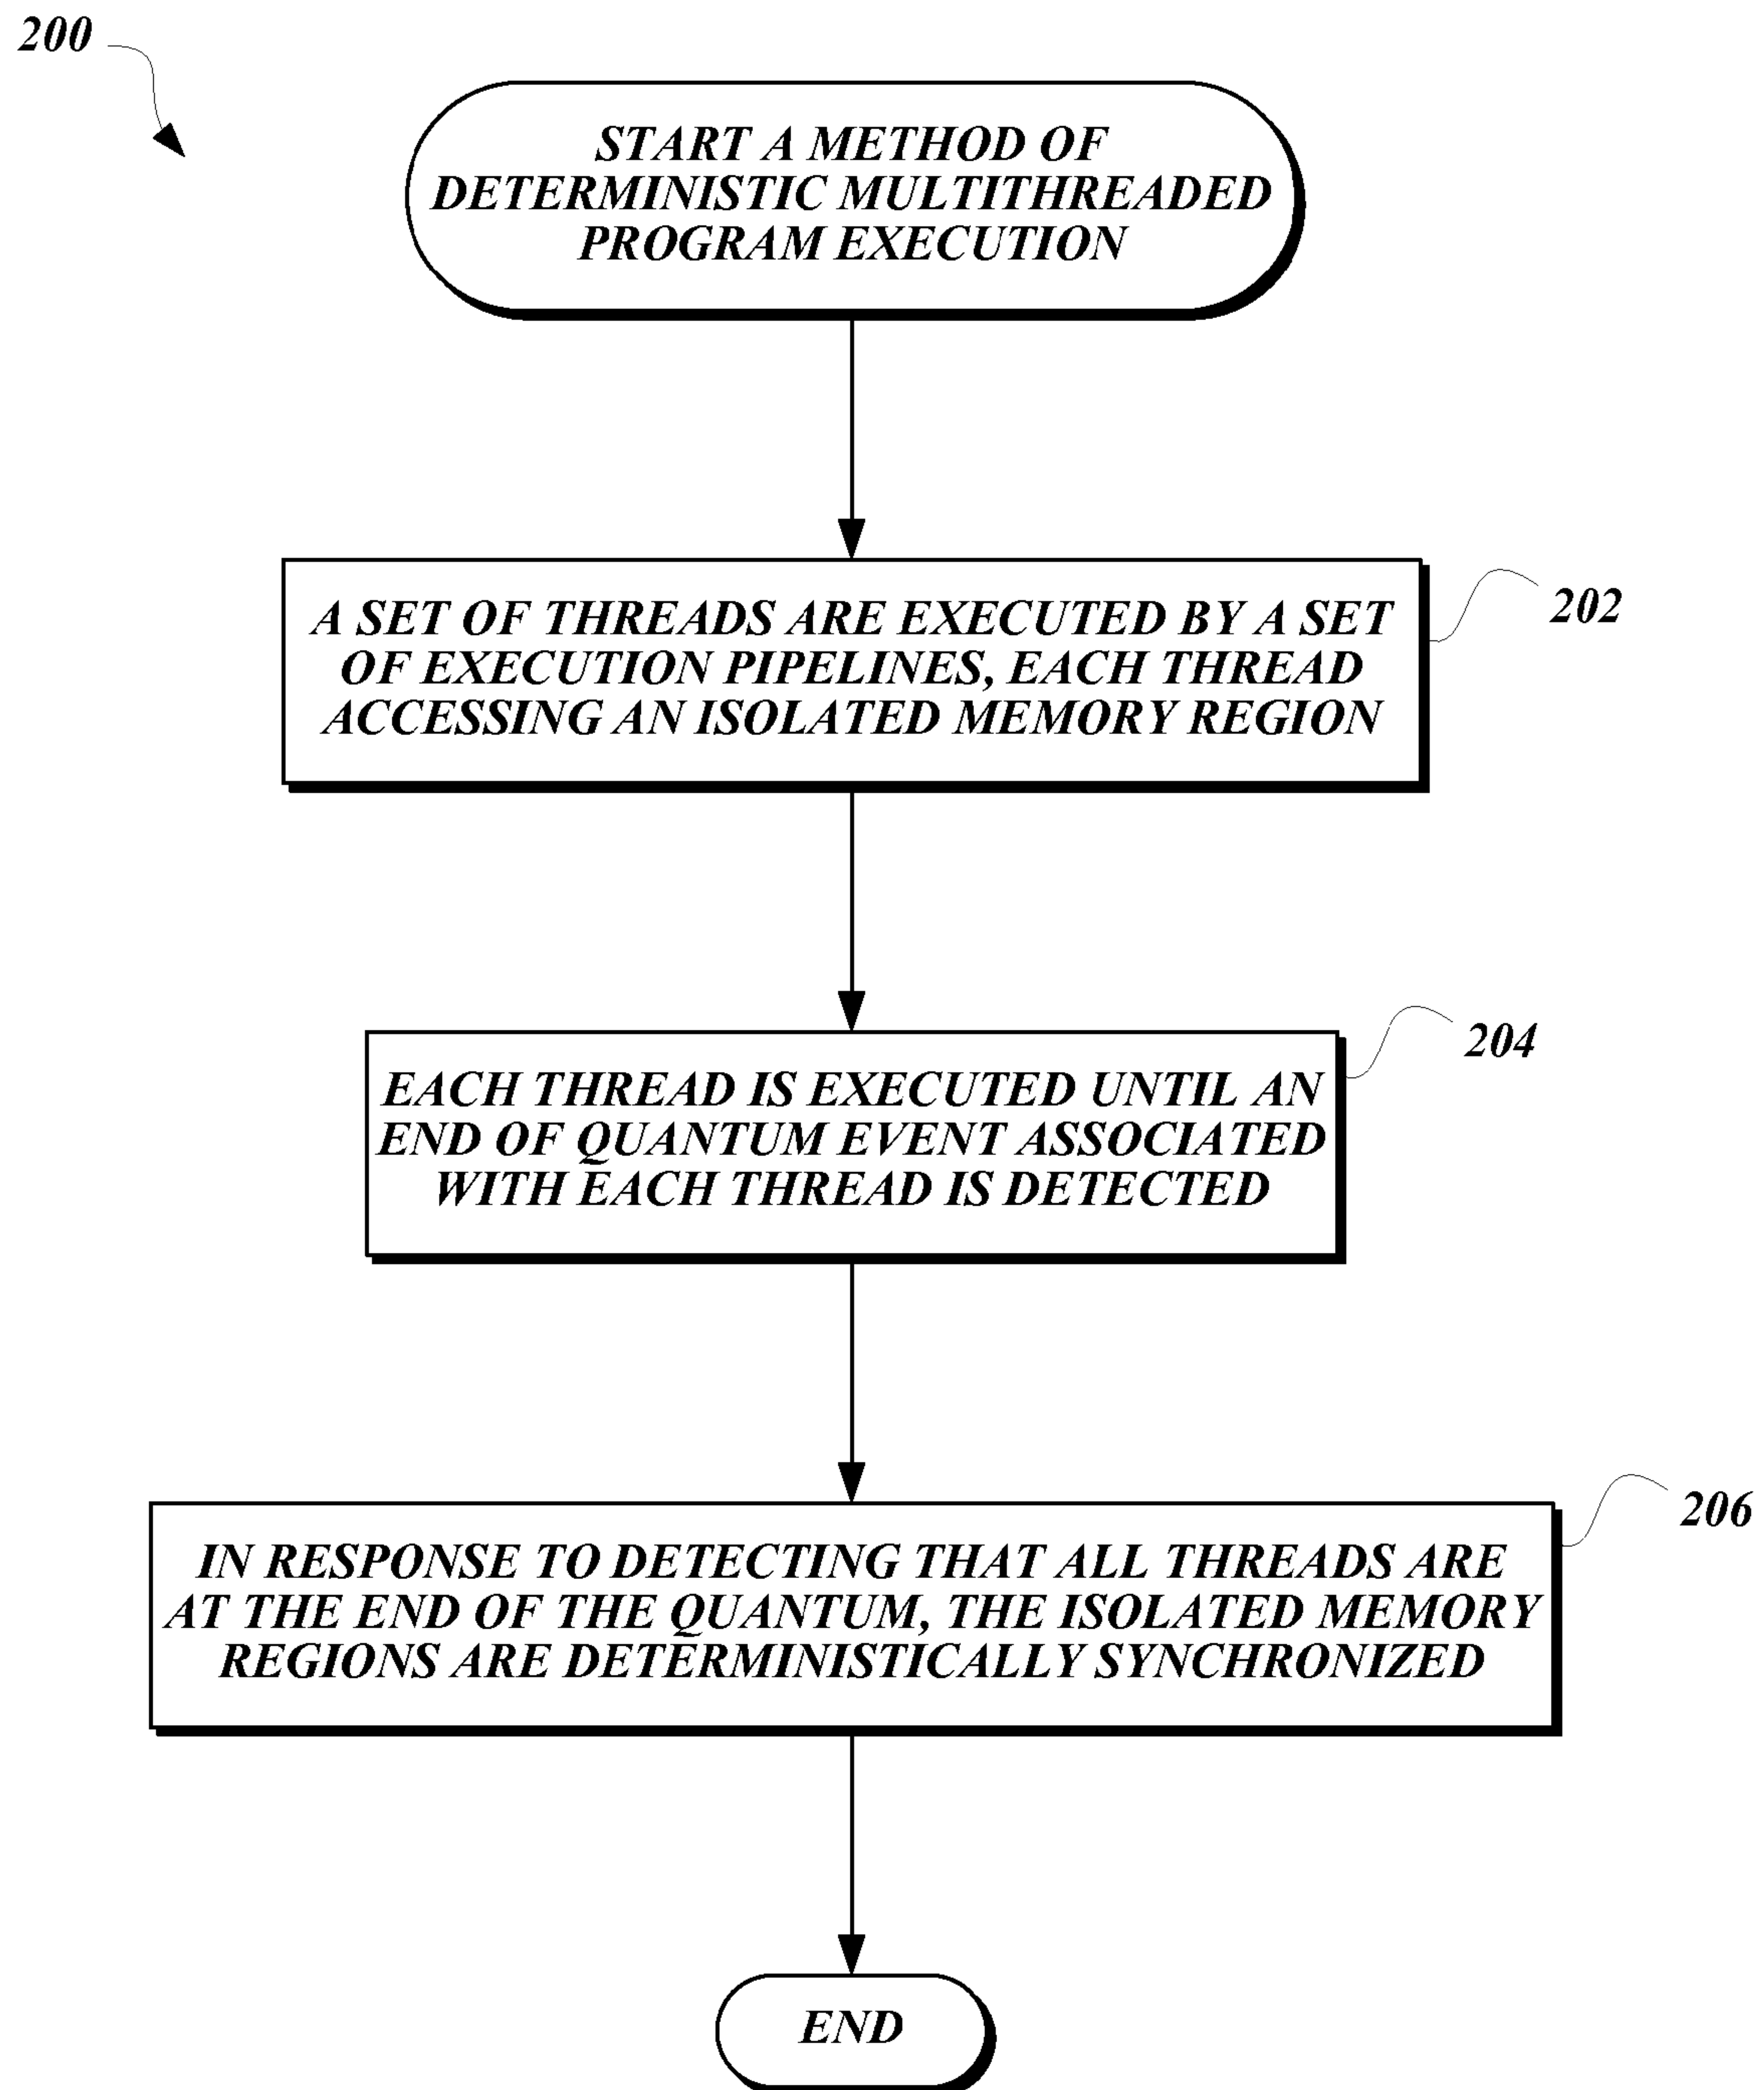 200
START A METHOD OF
DETERMINISTIC MULTITHREADED
PROGRAM EXECUTION
A SET OF THREADS ARE EXECUTED BY A SET
OF EXECUTION PIPELINES, EACH THREAD
ACCESSING AN ISOLATED MEMORY REGION
202
EACH THREAD IS EXECUTED UNTIL AN
END OF QUANTUM EVENT ASSOCIATED
WITH EACH THREAD IS DETECTED
204
IN RESPONSE TO DETECTING THAT ALL THREADS ARE
AT THE END OF THE QUANTUM, THE ISOLATED MEMORY
REGIONS ARE DETERMINISTICALLY SYNCHRONIZED
206
END